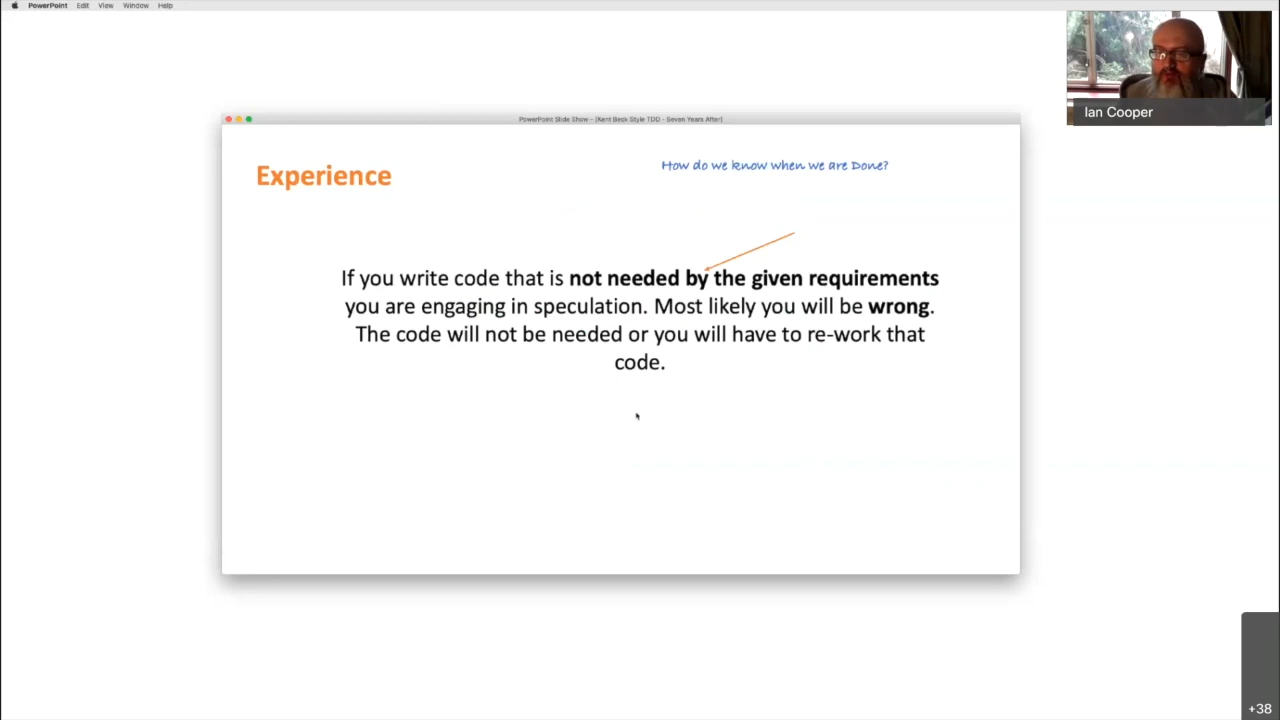 PowerPoint Edit View Window Help
Ian Cooper
PowerPoint Slide Show - [Kent Beck Style TDD - Seven Years After]
How do we know when we are Done?
Experience
If you write code that is not needed by the given requirements
you are engaging in speculation. Most likely you will be wrong.
The code will not be needed or you will have to re-work that
code.
+38